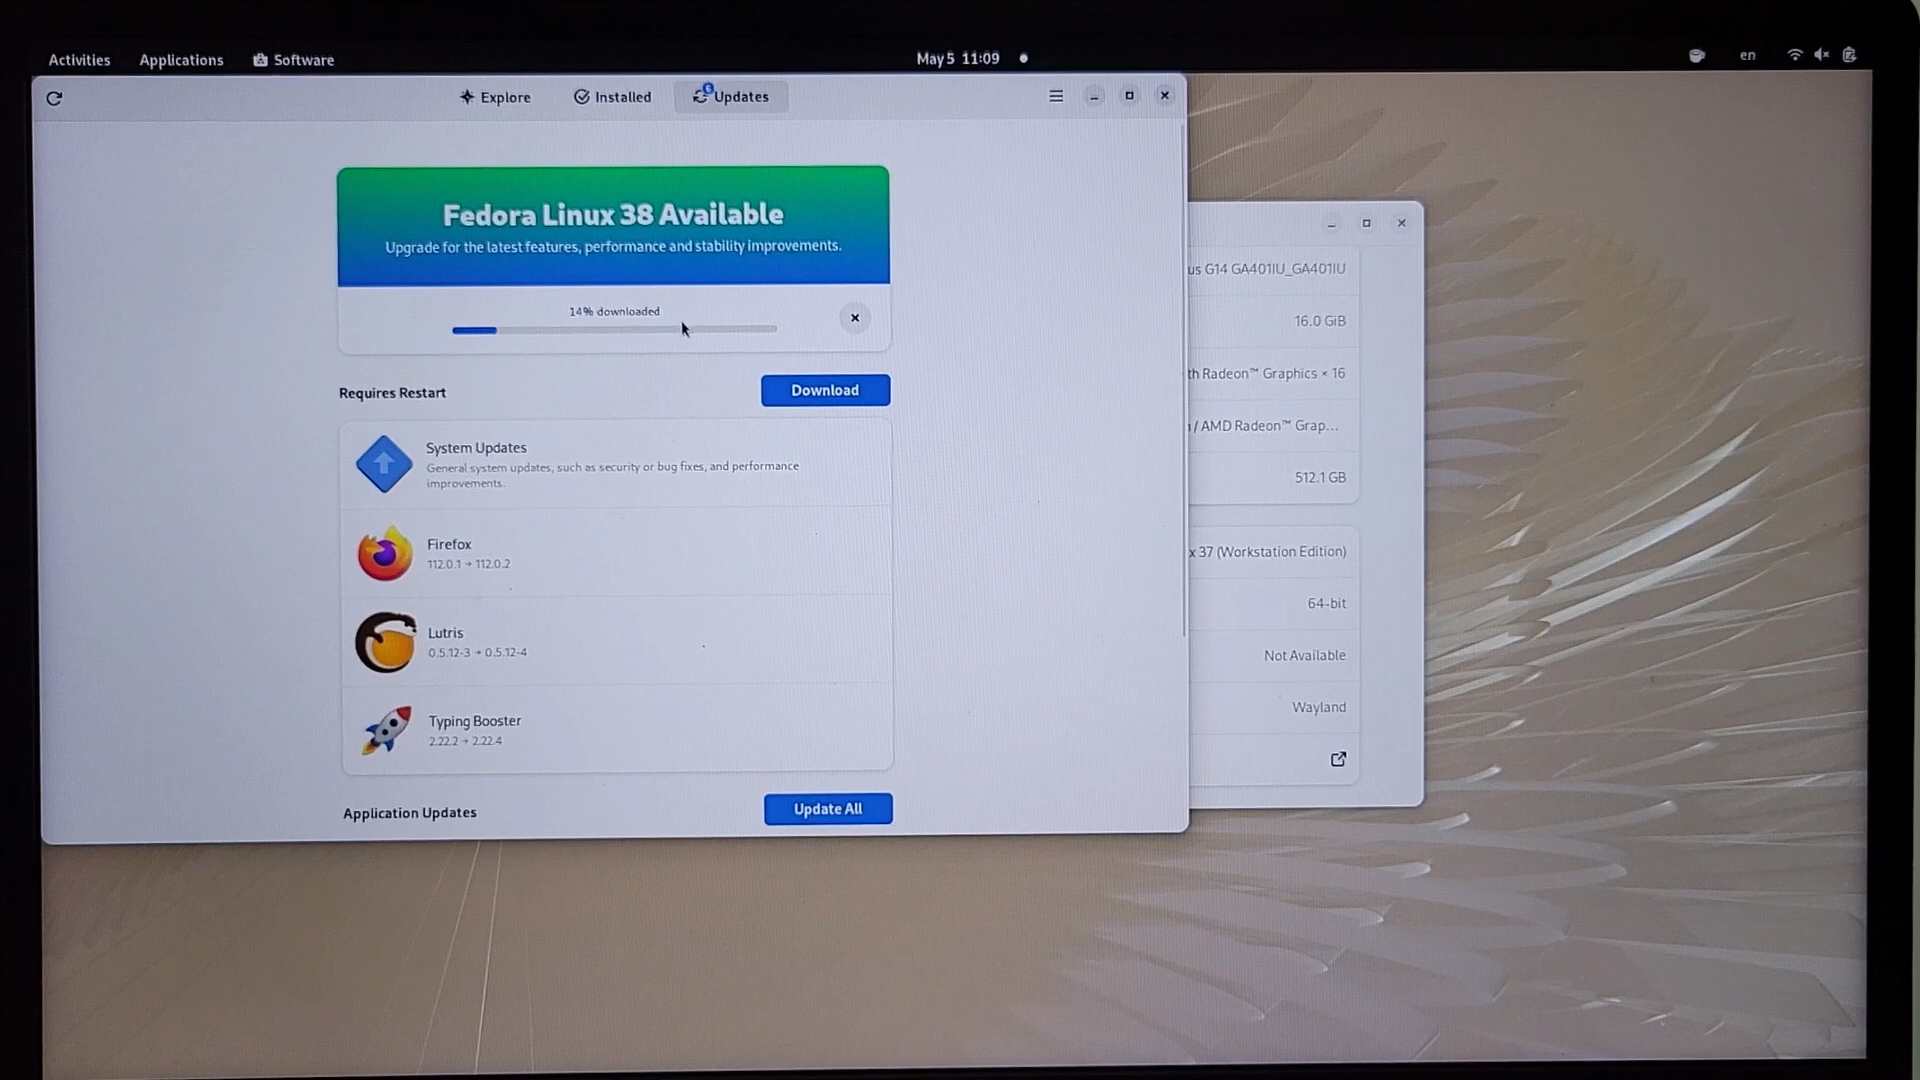 Activities
Applications
Software
May 5 11:09
en
Explore
Installed
Updates
Fedora Linux 38 Available
Upgrade for the latest features, performance and stability improvements.
14% downloaded
Requires Restart
Download
System Updates
General system updates, such as security or bug fixes, and performance
improvements.
Firefox
112.0.1 → 112.0.2
Lutris
0.5.12-3 → 0.5.12-4
Typing Booster
2.22.2 → 2.22.4
Application Updates
Update All
us G14 GA401IU_GA401IU
16.0 GiB
th Radeon™ Graphics × 16
/ AMD Radeon™ Grap...
512.1 GB
x 37 (Workstation Edition)
64-bit
Not Available
Wayland